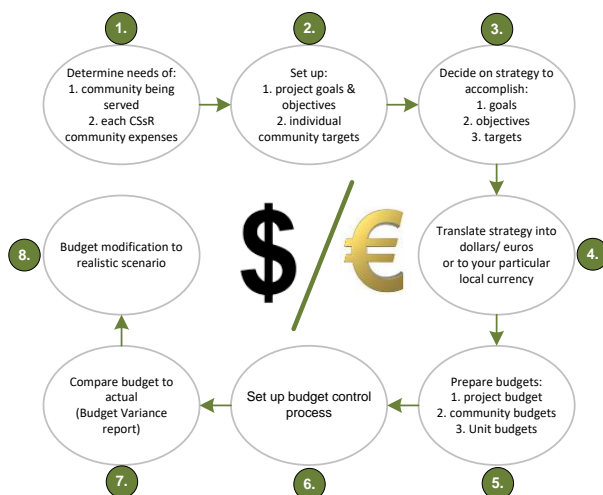 1.
Determine needs of:
1. community being
served
2. each CSsR
community expenses
2.
Set up:
1. project goals &
objectives
2. individual
community targets
3.
Decide on strategy to
accomplish:
1. goals
2. objectives
3. targets
4.
Translate strategy into
dollars/ euros
or to your particular
local currency
5.
Prepare budgets:
1. project budget
2. community budgets
3. Unit budgets
6.
Set up budget control
process
7.
Compare budget to
actual
(Budget Variance
report)
8.
Budget modification to
realistic scenario
$ / €